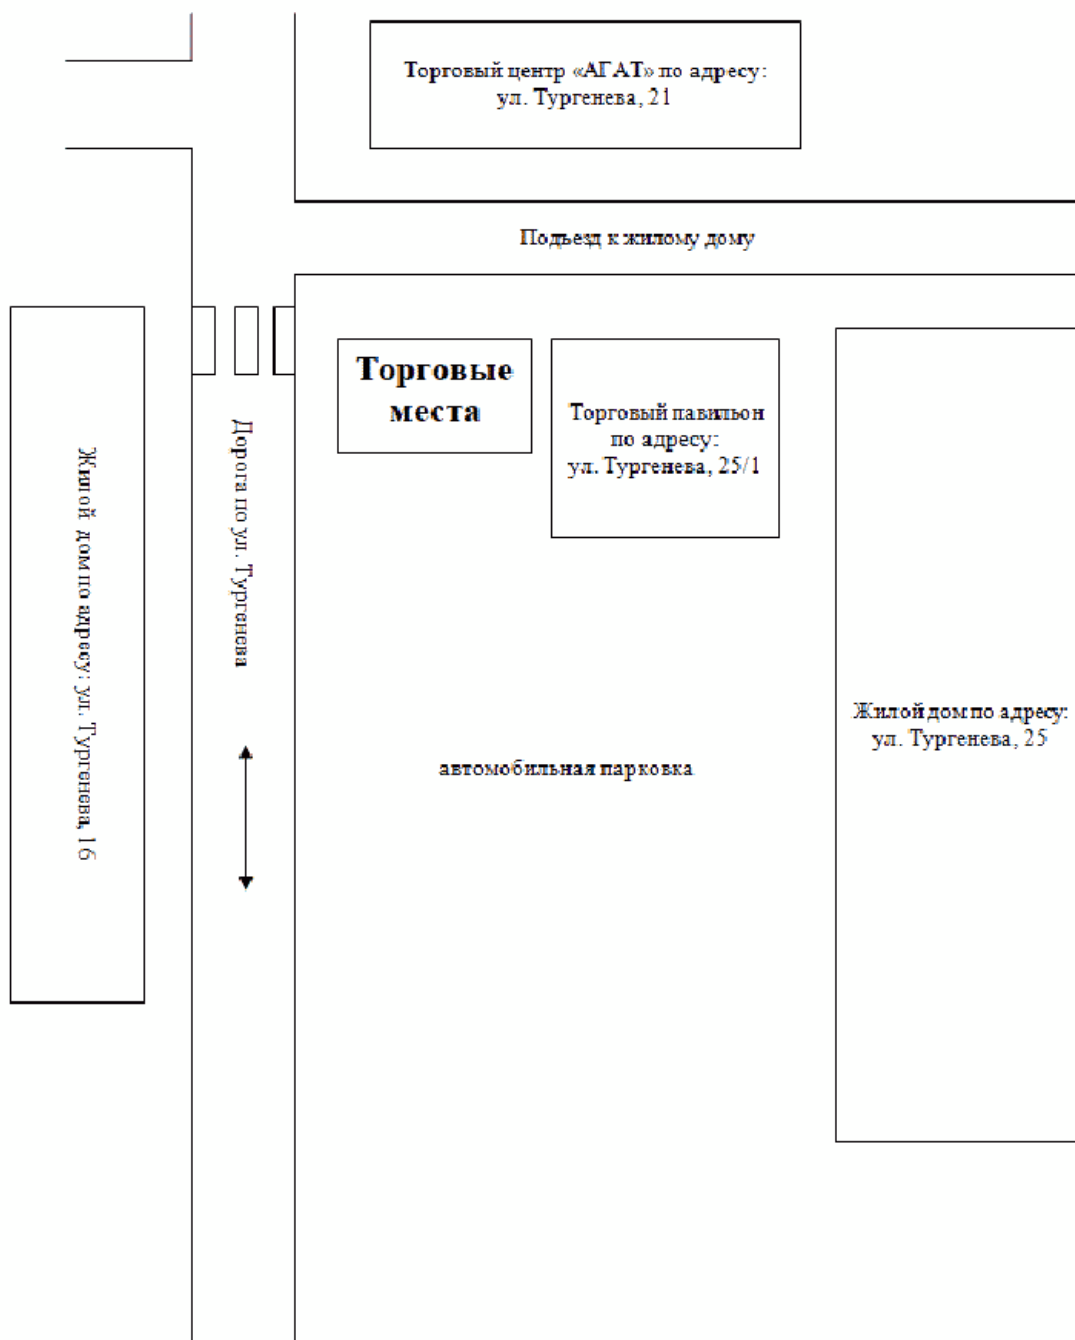 Торговый центр «АГАТ» по адресу:
ул. Тургенева, 21
Подъезд к жилому дому
Торговые
места
Торговый павильон
по адресу:
ул. Тургенева, 25/1
Дорога по ул. Тургенева
Жилой дом по адресу: ул. Тургенева, 16
Жилой дом по адресу:
ул. Тургенева, 25
автомобильная парковка